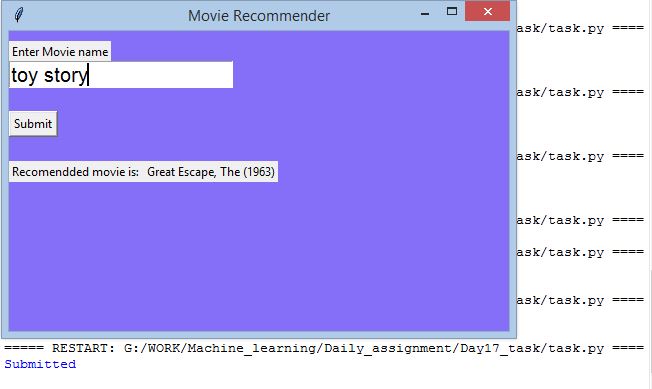 Movie Recommender
Enter Movie name
toy story
Submit
Recomendded movie is: Great Escape, The (1963)
ask/task.py ====
ask/task.py ====
ask/task.py ====
ask/task.py ====
ask/task.py ====
ask/task.py ====
===== RESTART: G:/WORK/Machine_learning/Daily_assignment/Day17_task/task.py ====
Submitted